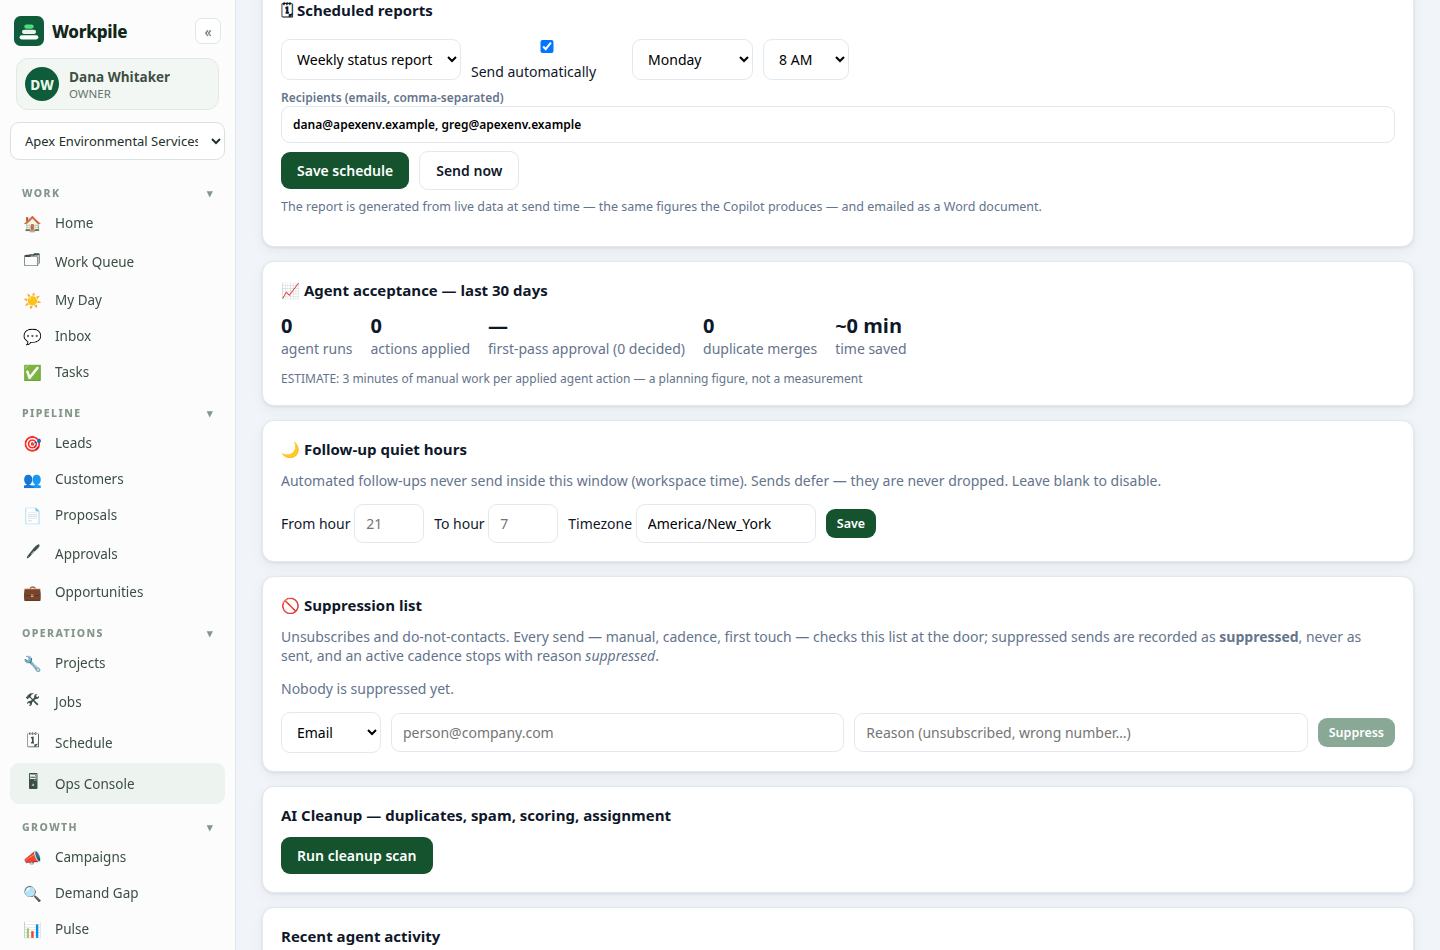 Workpile
«
DW
Dana Whitaker
OWNER
Apex Environmental Services
WORK
Home
Work Queue
My Day
Inbox
Tasks
PIPELINE
Leads
Customers
Proposals
Approvals
Opportunities
OPERATIONS
Projects
Jobs
Schedule
Ops Console
GROWTH
Campaigns
Demand Gap
Pulse
Scheduled reports
Weekly status report
Send automatically
Monday
8 AM
Recipients (emails, comma-separated)
dana@apexenv.example, greg@apexenv.example
Save schedule
Send now
The report is generated from live data at send time — the same figures the Copilot produces — and emailed as a Word document.
Agent acceptance — last 30 days
0 0 — 0 ~0 min
agent runs actions applied first-pass approval (0 decided) duplicate merges time saved
ESTIMATE: 3 minutes of manual work per applied agent action — a planning figure, not a measurement
Follow-up quiet hours
Automated follow-ups never send inside this window (workspace time). Sends defer — they are never dropped. Leave blank to disable.
From hour 21 To hour 7 Timezone America/New_York Save
Suppression list
Unsubscribes and do-not-contacts. Every send — manual, cadence, first touch — checks this list at the door; suppressed sends are recorded as suppressed, never as
sent, and an active cadence stops with reason suppressed.
Nobody is suppressed yet.
Email person@company.com Reason (unsubscribed, wrong number...) Suppress
AI Cleanup — duplicates, spam, scoring, assignment
Run cleanup scan
Recent agent activity